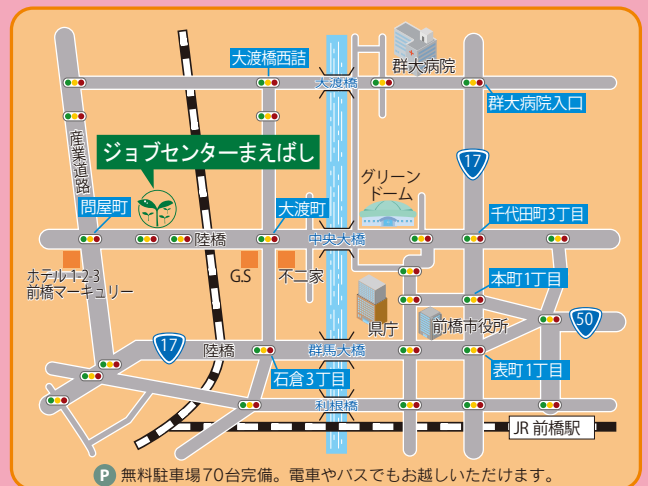 大渡橋西詰
群大病院
大渡橋
群大病院入口
産業道路
ジョブセンターまえばし
17
グリーン
ドーム
問屋町
大渡町
千代田町3丁目
陸橋
中央大橋
ホテル1-2-3
前橋マーキュリー
G.S
不二家
本町1丁目
県庁
前橋市役所
50
17
陸橋
群馬大橋
表町1丁目
石倉3丁目
利根橋
JR 前橋駅
P 無料駐車場70台完備。電車やバスでもお越しいただけます。